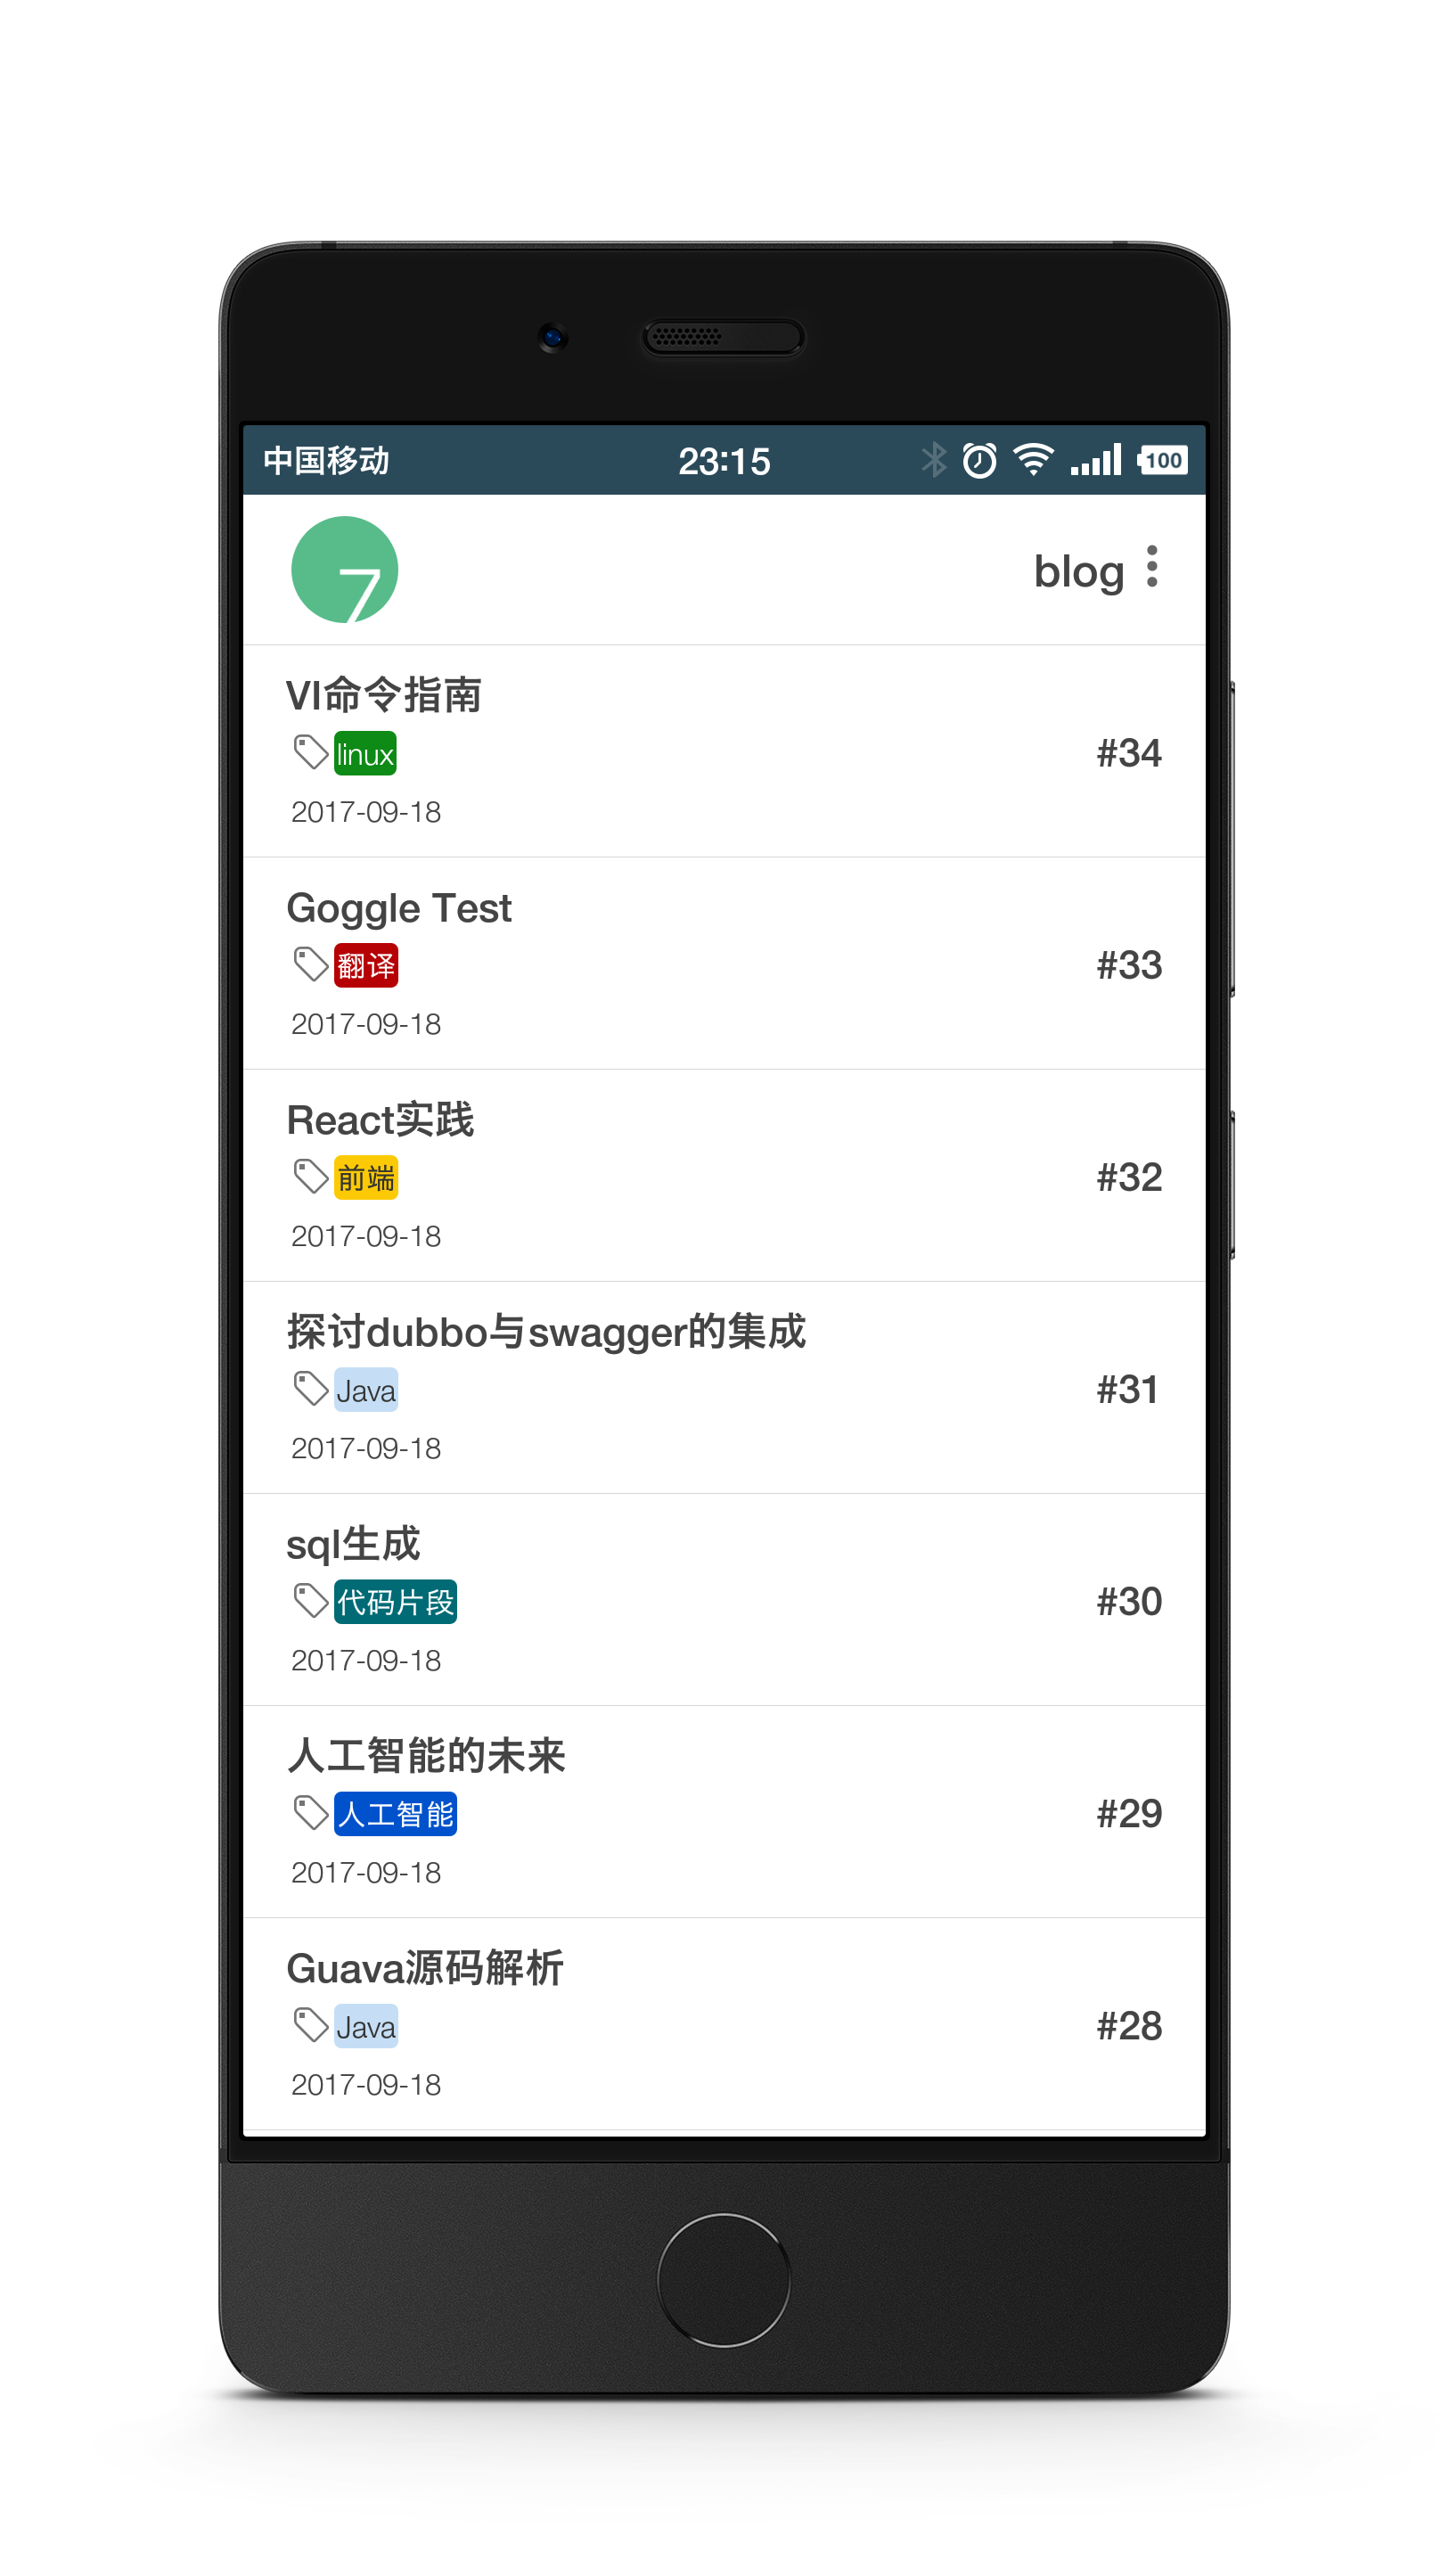 中国移动 23:15 100
7 blog
VI命令指南
linux #34
2017-09-18
Goggle Test
翻译 #33
2017-09-18
React实践
前端 #32
2017-09-18
探讨dubbo与swagger的集成
Java #31
2017-09-18
sql生成
代码片段 #30
2017-09-18
人工智能的未来
人工智能 #29
2017-09-18
Guava源码解析
Java #28
2017-09-18